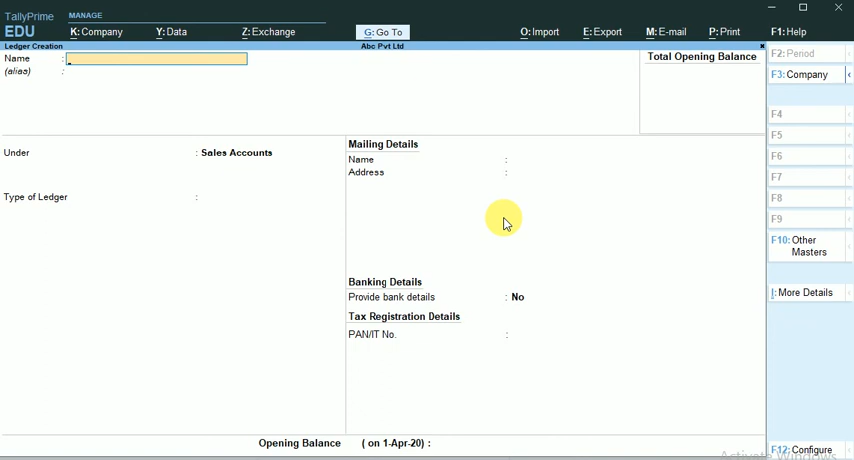 TallyPrime MANAGE
EDU K: Company Y: Data Z: Exchange G: Go To O: Import E: Export M: E-mail P: Print F1: Help
Ledger Creation Abc Pvt Ltd ×
Name :
(alias) :
Total Opening Balance
Under : Sales Accounts
Type of Ledger :
Mailing Details
Name :
Address :
Banking Details
Provide bank details : No
Tax Registration Details
PAN/IT No. :
Opening Balance ( on 1-Apr-20) :
F2: Period
F3: Company
F4
F5
F6
F7
F8
F9
F10: Other
Masters
I: More Details
F12: Configure
Activate Windows